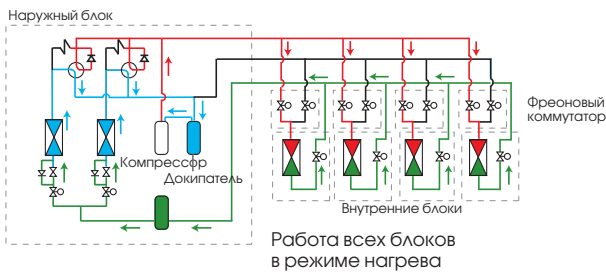 Наружный блок
Фреоновый
коммутатор
Компрессор
Докипатель
Внутренние блоки
Работа всех блоков
в режиме нагрева